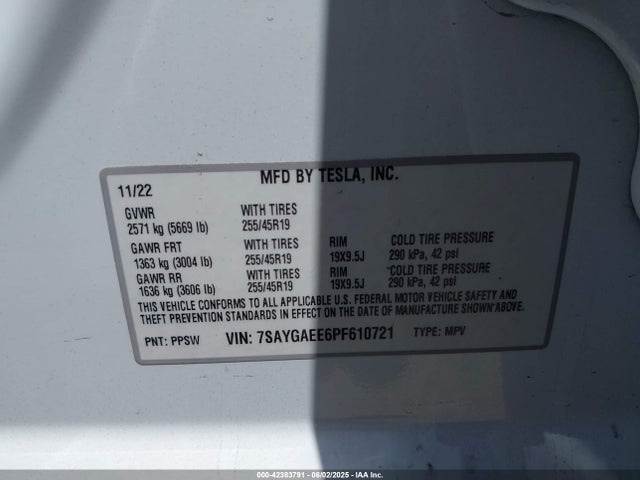 MFD BY TESLA, INC.
11/22
GVWR WITH TIRES
2571 kg (5669 lb) 255/45R19
GAWR FRT WITH TIRES RIM COLD TIRE PRESSURE
1363 kg (3004 lb) 255/45R19 19X9.5J 290 kPa, 42 psi
GAWR RR WITH TIRES RIM COLD TIRE PRESSURE
1636 kg (3606 lb) 255/45R19 19X9.5J 290 kPa, 42 psi
THIS VEHICLE CONFORMS TO ALL APPLICABLE U.S. FEDERAL MOTOR VEHICLE SAFETY AND
THEFT PREVENTION STANDARDS IN EFFECT ON THE DATE OF MANUFACTURE SHOWN ABOVE.
PNT: PPSW VIN: 7SAYGAEE6PF610721 TYPE: MPV
000-42383791 - 06/02/2025 - IAA Inc.